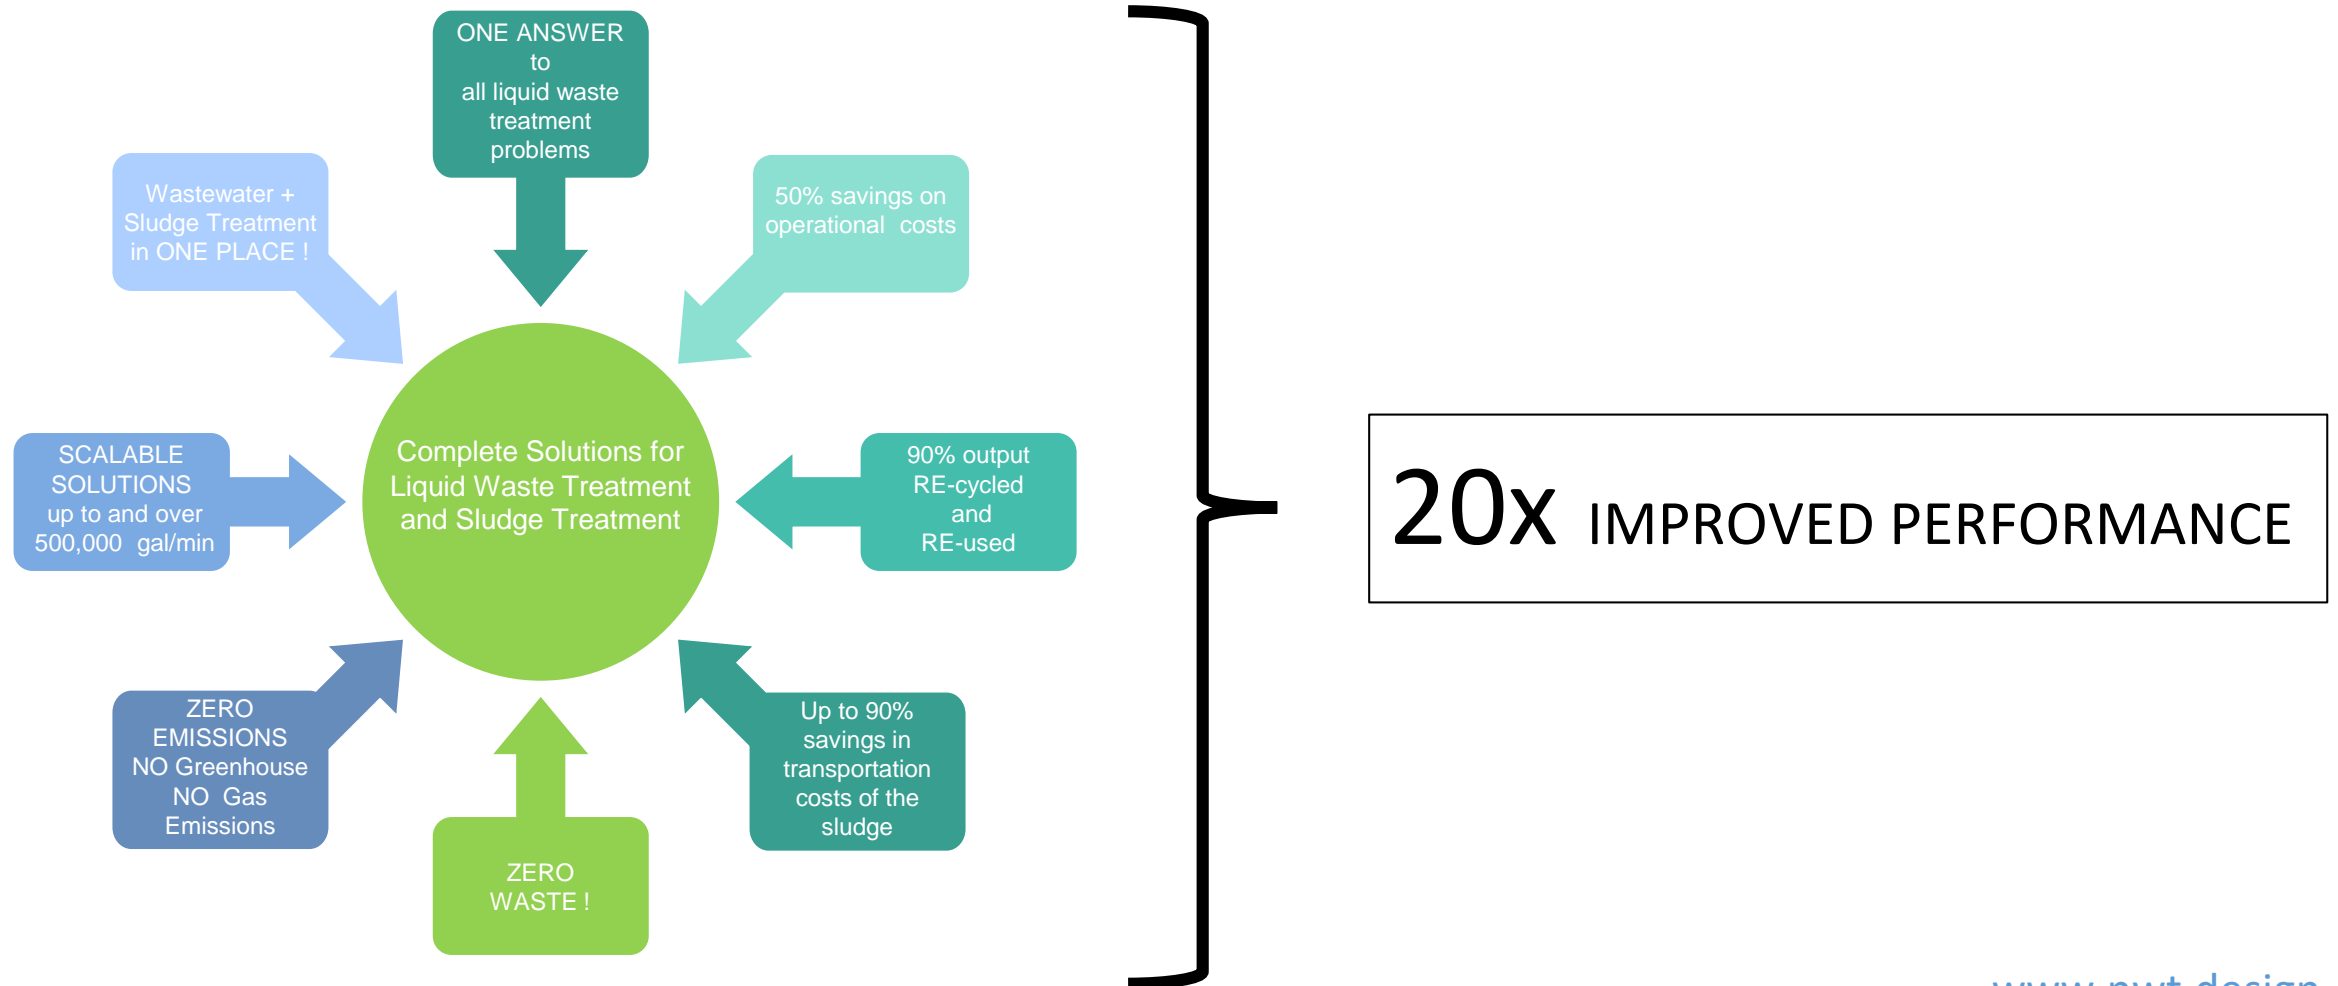 ONE ANSWER
to
all liquid waste
treatment
problems
50% savings on
operational costs
90% output
RE-cycled
and
RE-used
Up to 90%
savings in
transportation
costs of the
sludge
ZERO
WASTE !
ZERO
EMISSIONS
NO Greenhouse
NO Gas
Emissions
SCALABLE
SOLUTIONS
up to and over
500,000 gal/min
Wastewater +
Sludge Treatment
in ONE PLACE !
Complete Solutions for
Liquid Waste Treatment
and Sludge Treatment
20x IMPROVED PERFORMANCE
www.nwt.design